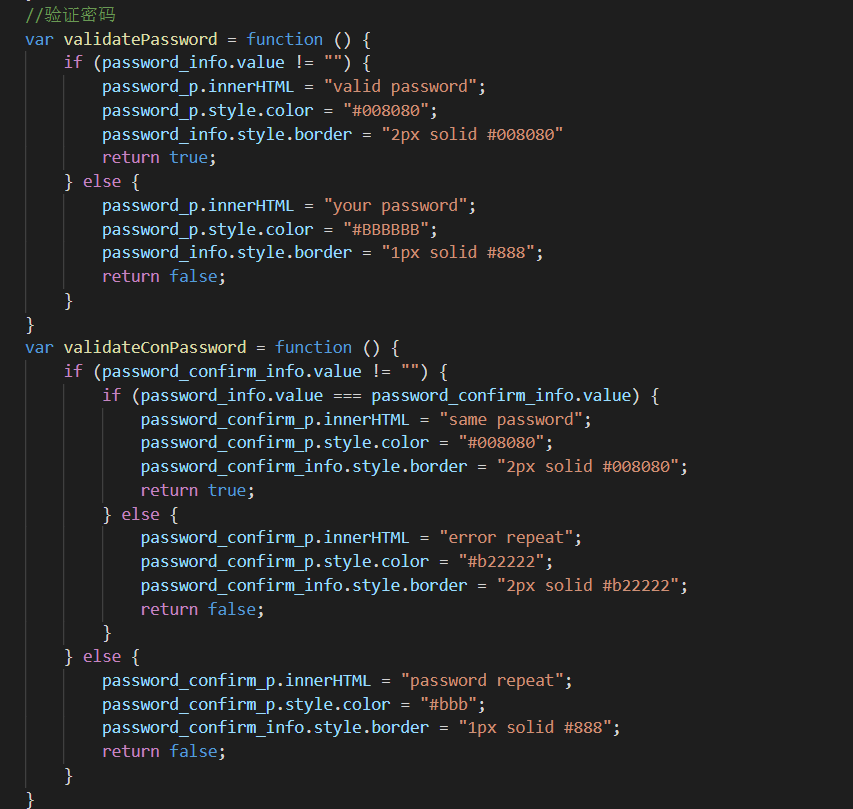 //验证密码
var validatePassword = function () {
if (password_info.value != "") {
password_p.innerHTML = "valid password";
password_p.style.color = "#008080";
password_info.style.border = "2px solid #008080"
return true;
} else {
password_p.innerHTML = "your password";
password_p.style.color = "#BBBBBB";
password_info.style.border = "1px solid #888";
return false;
}
}
var validateConPassword = function () {
if (password_confirm_info.value != "") {
if (password_info.value === password_confirm_info.value) {
password_confirm_p.innerHTML = "same password";
password_confirm_p.style.color = "#008080";
password_confirm_info.style.border = "2px solid #008080";
return true;
} else {
password_confirm_p.innerHTML = "error repeat";
password_confirm_p.style.color = "#b22222";
password_confirm_info.style.border = "2px solid #b22222";
return false;
}
} else {
password_confirm_p.innerHTML = "password repeat";
password_confirm_p.style.color = "#bbb";
password_confirm_info.style.border = "1px solid #888";
return false;
}
}